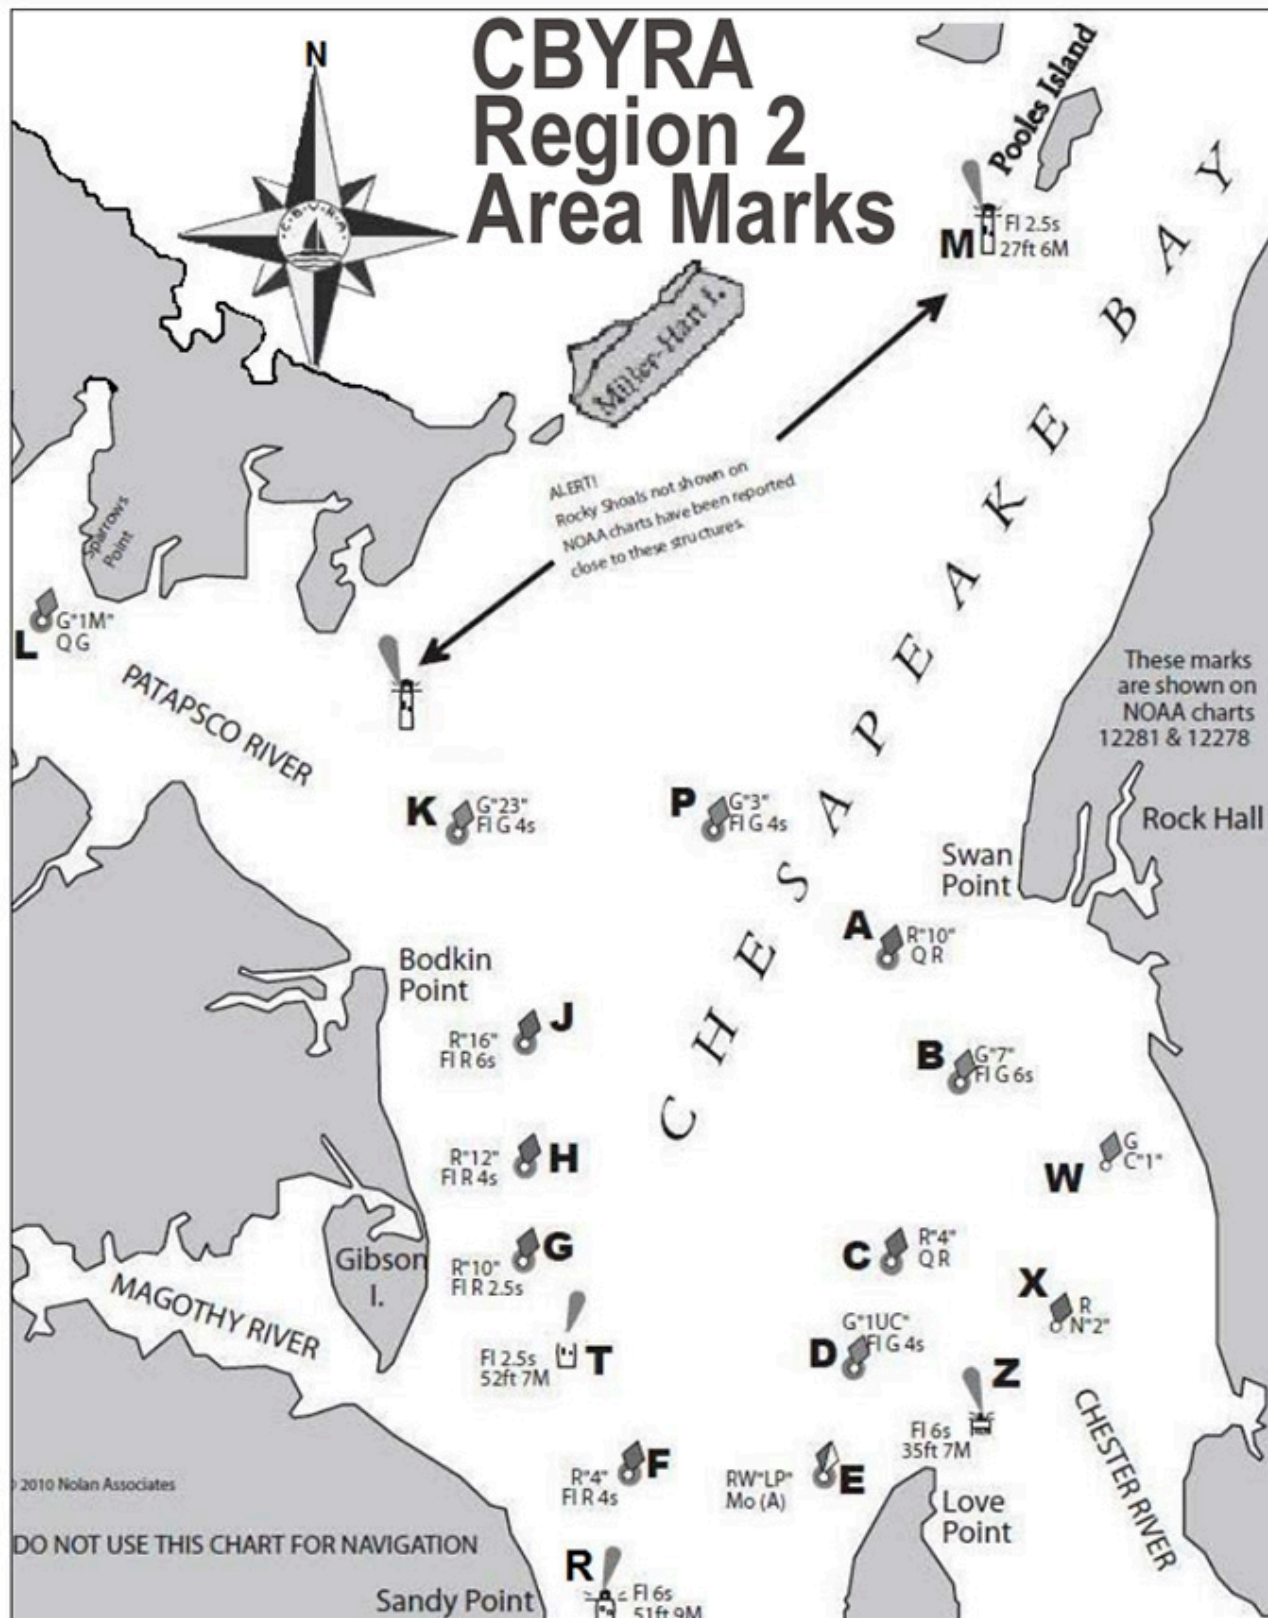 N
CBYRA
Region 2
Area Marks
C.B.Y.R.A.
Pooles Island
M
Fl 2.5s
27ft 6M
Miller-Hart I.
CHESAPEAKE BAY
ALERT!
Rocky Shoals not shown on
NOAA charts have been reported
close to these structures.
Sparrows
Point
L
G"1M"
Q G
PATAPSCO RIVER
These marks
are shown on
NOAA charts
12281 & 12278
K
G"23"
Fl G 4s
P
G"3"
Fl G 4s
Rock Hall
Swan
Point
A
R"10"
Q R
Bodkin
Point
J
R"16"
Fl R 6s
B
G"7"
Fl G 6s
H
R"12"
Fl R 4s
W
G
C"1"
G
R"10"
Fl R 2.5s
Gibson
I.
C
R"4"
Q R
MAGOTHY RIVER
X
R
N"2"
G"1UC"
Fl G 4s
D
T
Fl 2.5s
52ft 7M
Z
Fl 6s
35ft 7M
CHESTER RIVER
F
R"4"
Fl R 4s
E
RW"LP"
Mo (A)
2010 Nolan Associates
Love
Point
DO NOT USE THIS CHART FOR NAVIGATION
R
Fl 6s
51ft 9M
Sandy Point